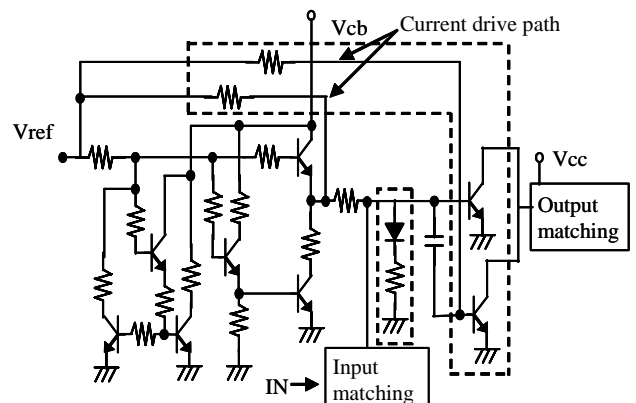 Vcb
Current drive path
Vref
Vcc
Output
matching
Input
matching
IN